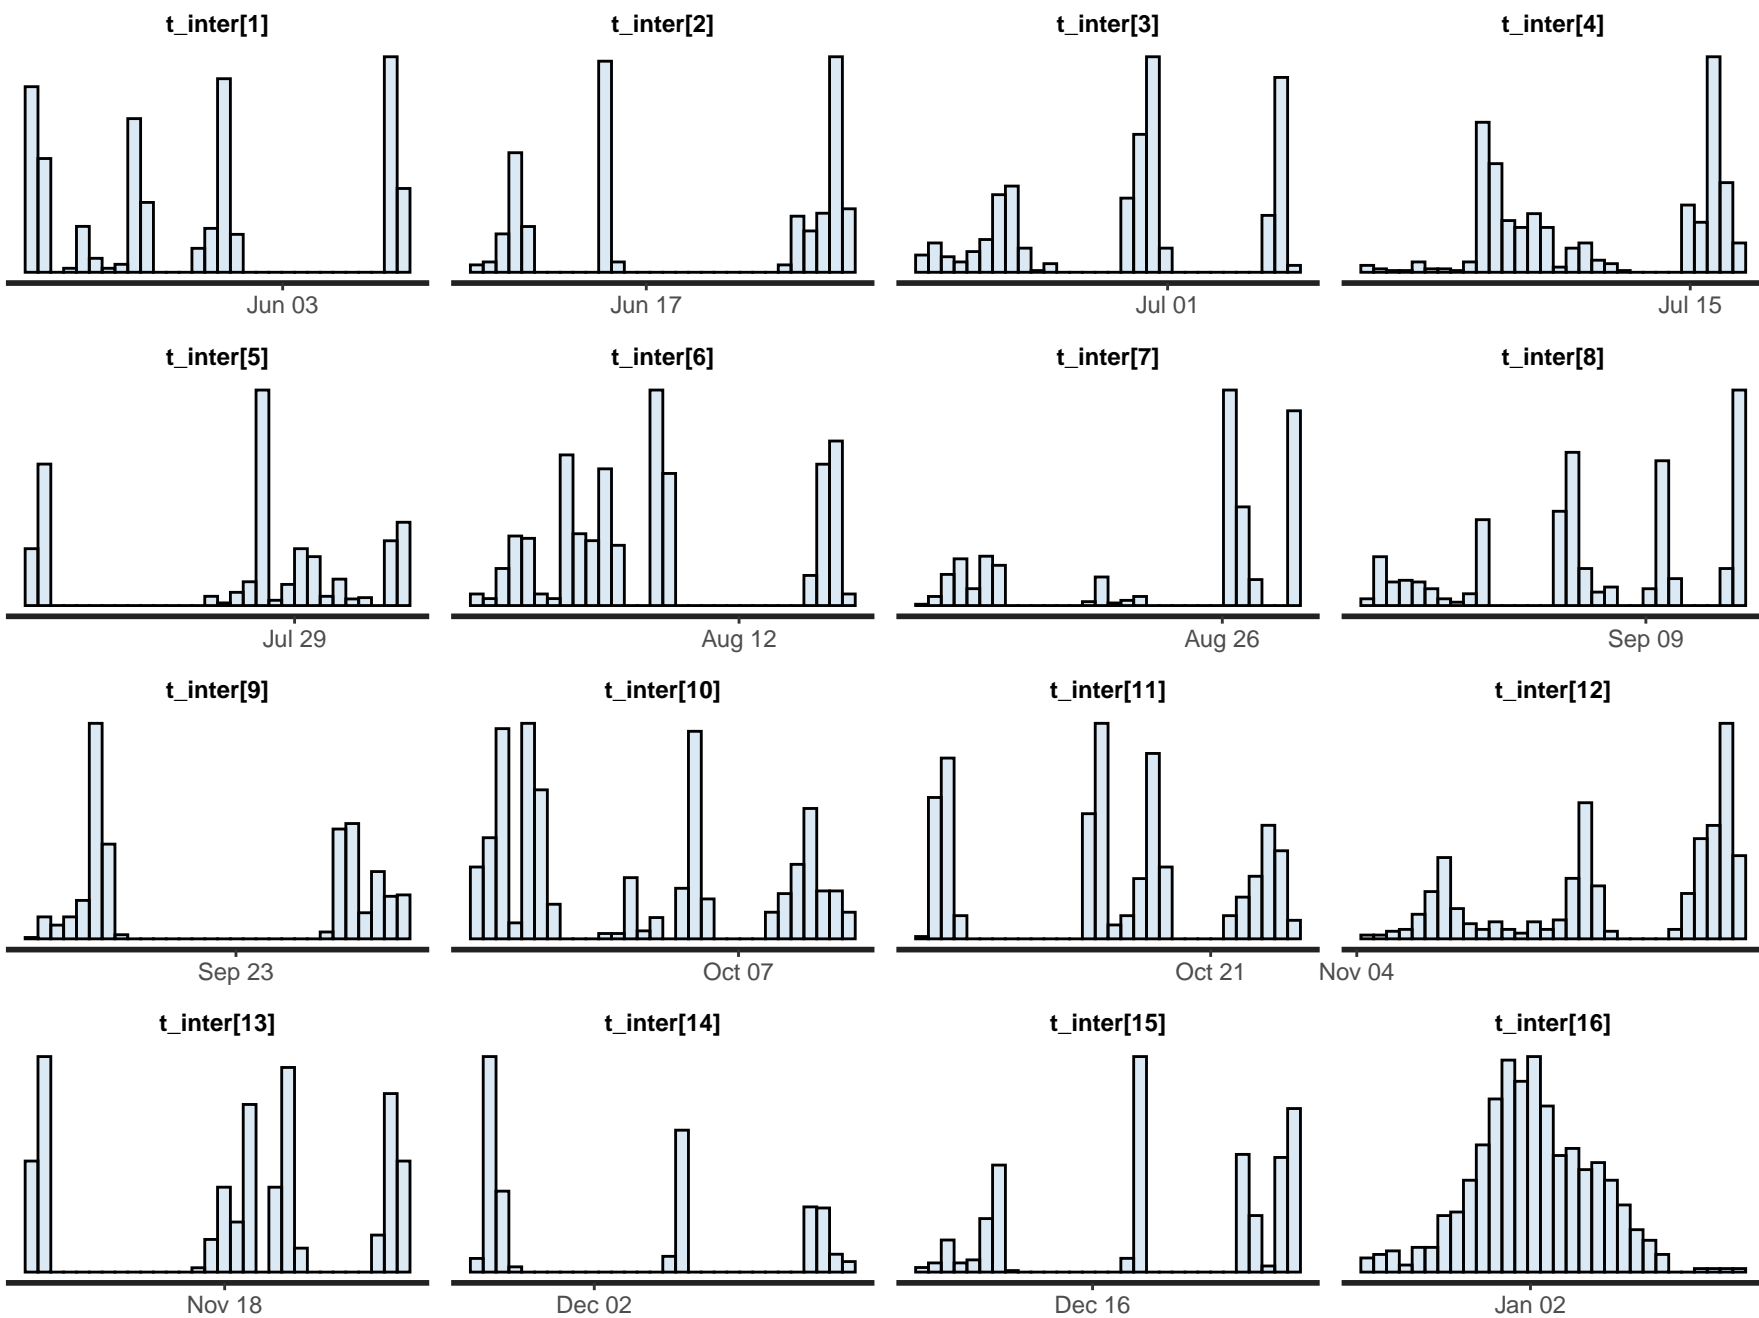 t_inter[1] t_inter[2] t_inter[3] t_inter[4]
Jun 03 Jun 17 Jul 01 Jul 15
t_inter[5] t_inter[6] t_inter[7] t_inter[8]
Jul 29 Aug 12 Aug 26 Sep 09
t_inter[9] t_inter[10] t_inter[11] t_inter[12]
Sep 23 Oct 07 Oct 21 Nov 04
t_inter[13] t_inter[14] t_inter[15] t_inter[16]
Nov 18 Dec 02 Dec 16 Jan 02